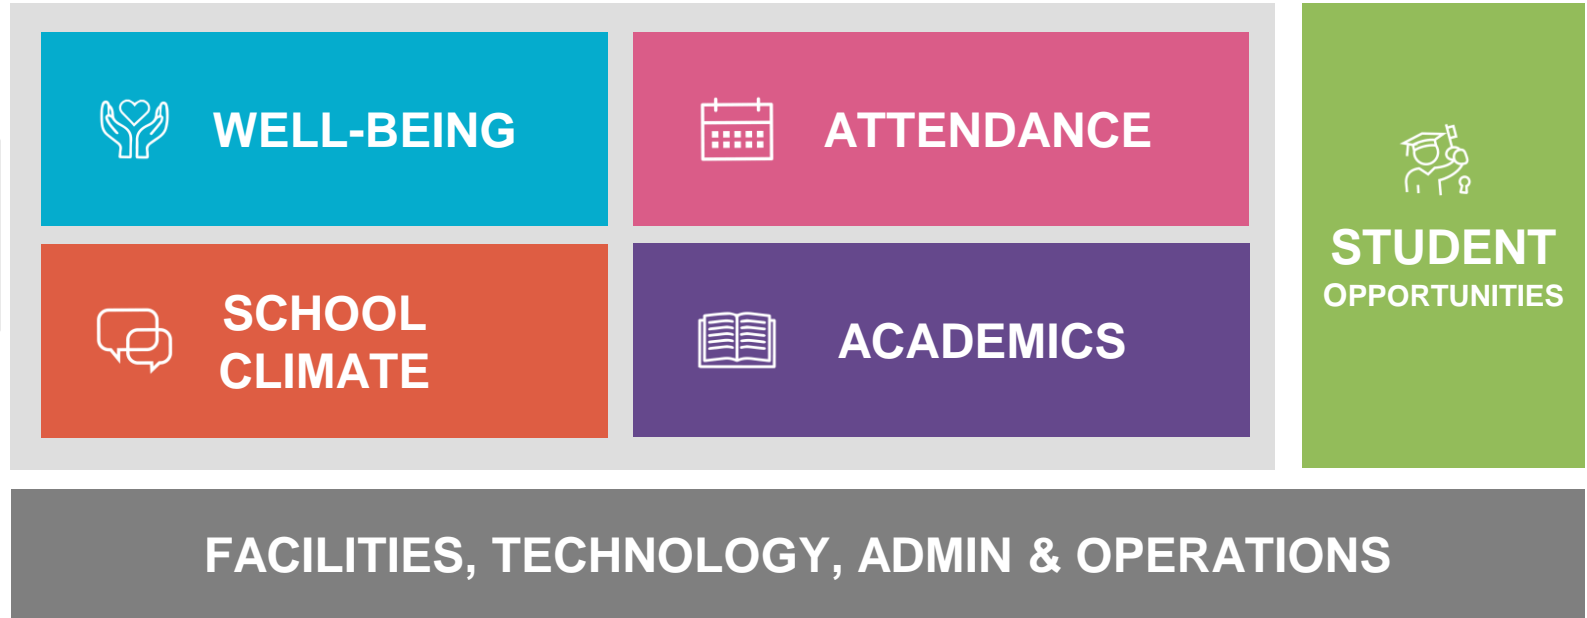 WELL-BEING
ATTENDANCE
SCHOOL
CLIMATE
ACADEMICS
STUDENT
OPPORTUNITIES
FACILITIES, TECHNOLOGY, ADMIN & OPERATIONS